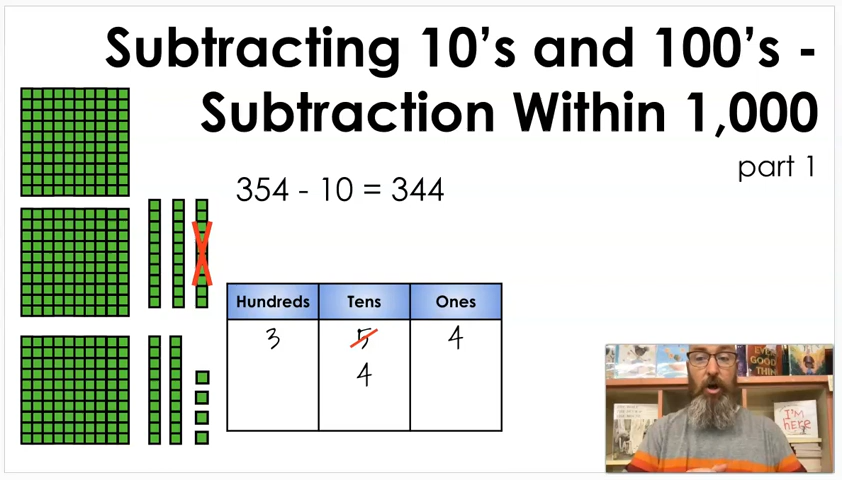 Subtracting 10's and 100's -
Subtraction Within 1,000
part 1
354 - 10 = 344
Hundreds Tens Ones
3 5 4
4
I'M
here